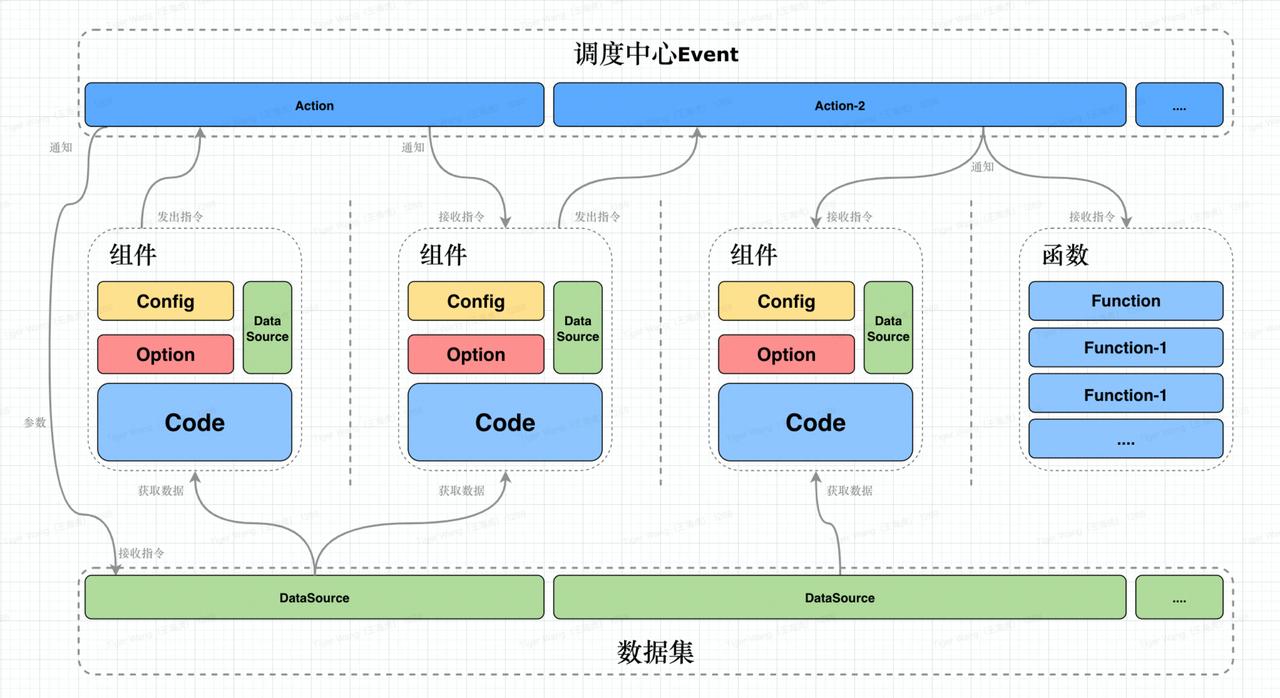 调度中心Event
Action
Action-2
....
通知
通知
通知
发出指令
接收指令
发出指令
接收指令
接收指令
组件
Config
Option
Data
Source
Code
组件
Config
Option
Data
Source
Code
组件
Config
Option
Data
Source
Code
函数
Function
Function-1
Function-1
....
参数
获取数据
获取数据
获取数据
接收指令
DataSource
DataSource
....
数据集